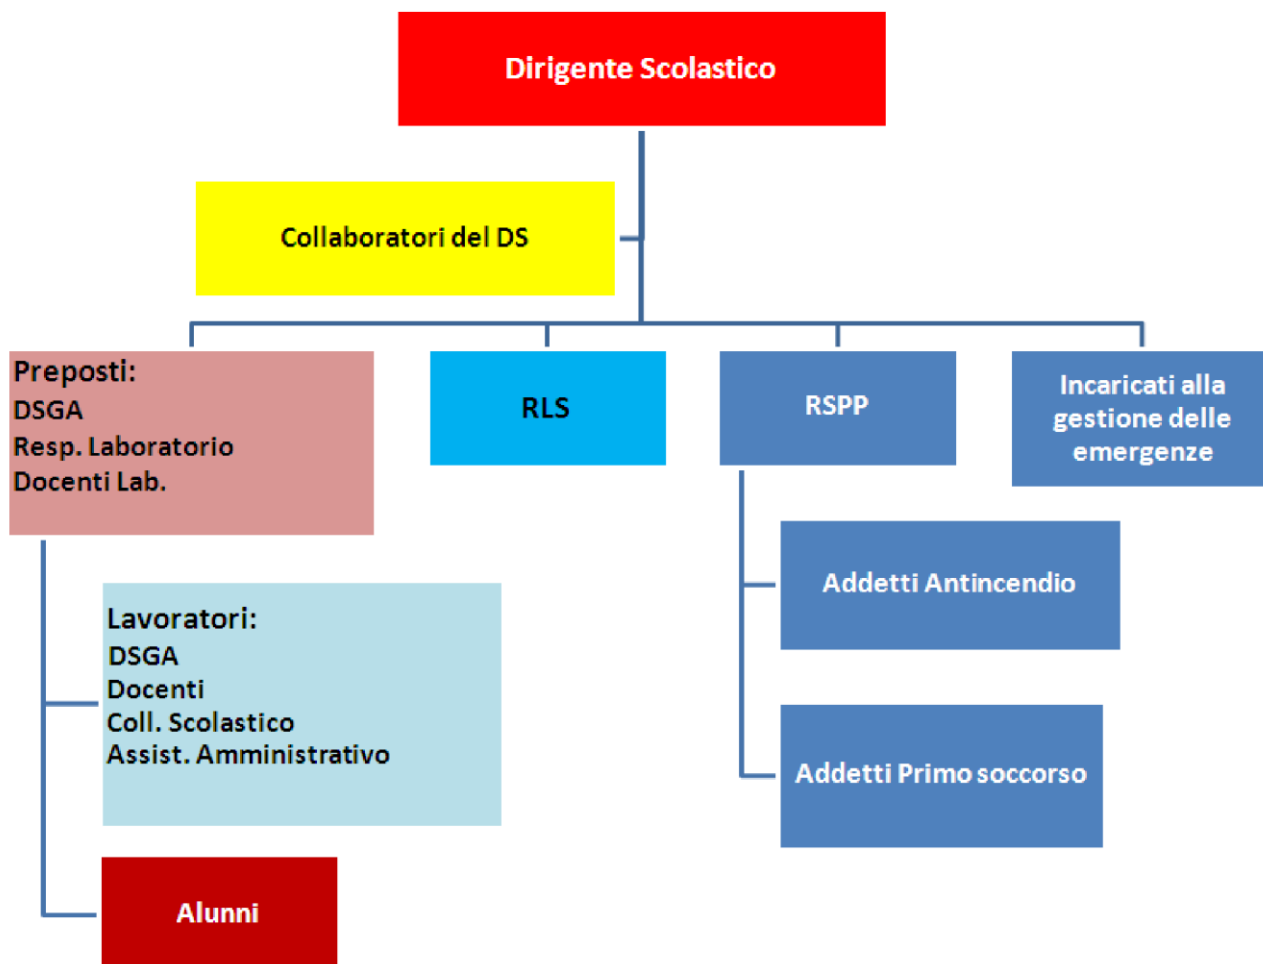 Dirigente Scolastico
Collaboratori del DS
Preposti:
DSGA
Resp. Laboratorio
Docenti Lab.
RLS
RSPP
Incaricati alla
gestione delle
emergenze
Addetti Antincendio
Lavoratori:
DSGA
Docenti
Coll. Scolastico
Assist. Amministrativo
Addetti Primo soccorso
Alunni